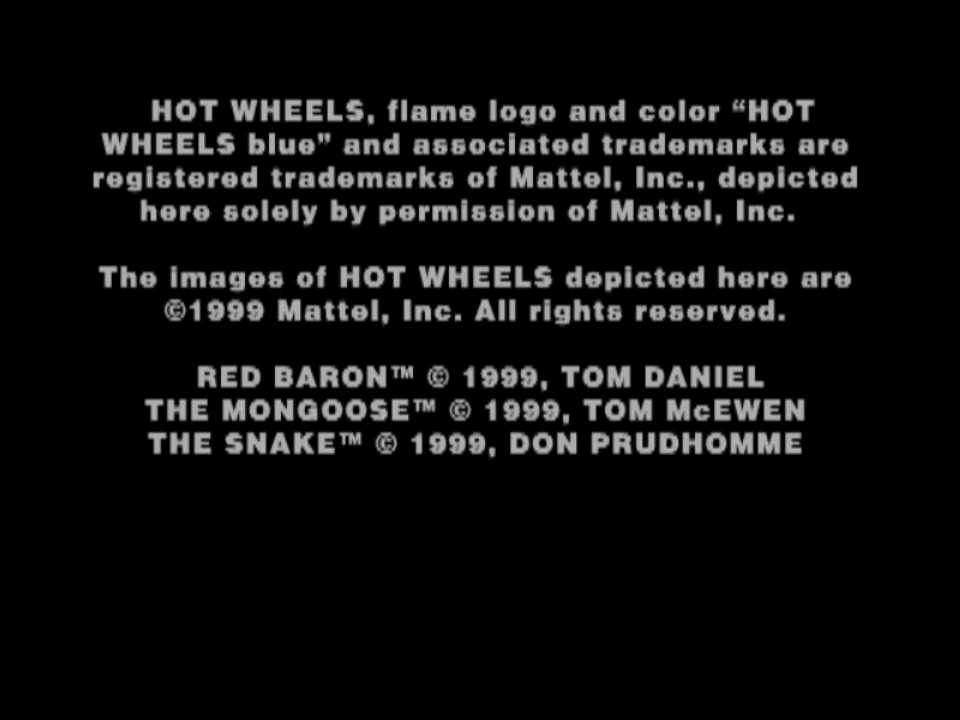 HOT WHEELS, flame logo and color “HOT
WHEELS blue” and associated trademarks are
registered trademarks of Mattel, Inc., depicted
here solely by permission of Mattel, Inc.
The images of HOT WHEELS depicted here are
©1999 Mattel, Inc. All rights reserved.
RED BARON™ © 1999, TOM DANIEL
THE MONGOOSE™ © 1999, TOM McEWEN
THE SNAKE™ © 1999, DON PRUDHOMME